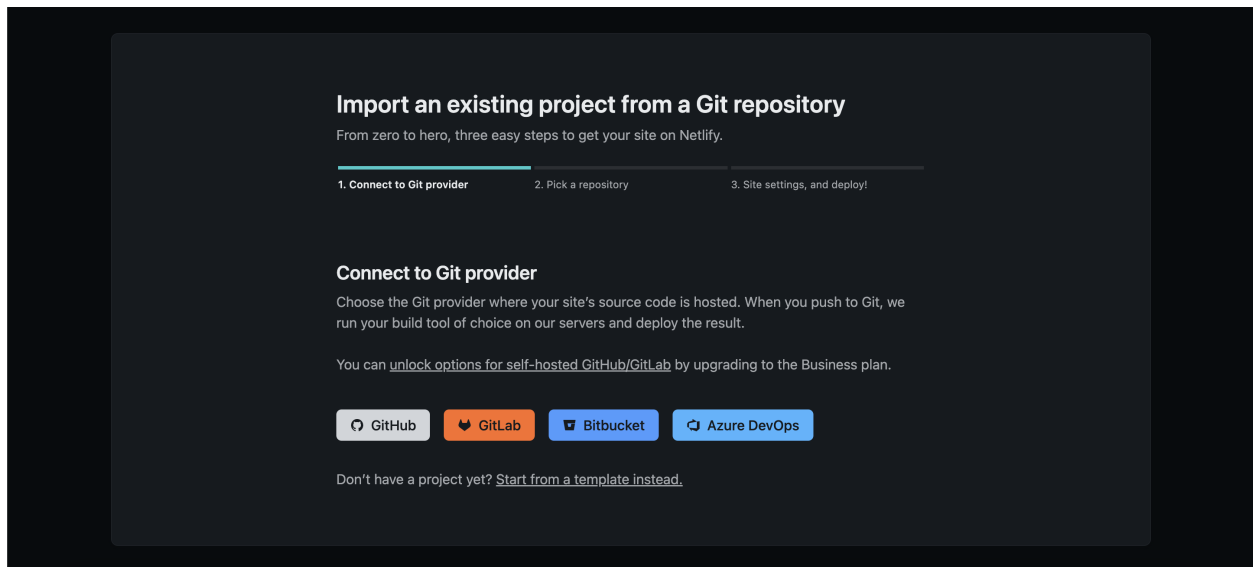 Import an existing project from a Git repository
From zero to hero, three easy steps to get your site on Netlify.
1. Connect to Git provider
2. Pick a repository
3. Site settings, and deploy!
Connect to Git provider
Choose the Git provider where your site’s source code is hosted. When you push to Git, we
run your build tool of choice on our servers and deploy the result.
You can unlock options for self-hosted GitHub/GitLab by upgrading to the Business plan.
GitHub
GitLab
Bitbucket
Azure DevOps
Don’t have a project yet? Start from a template instead.